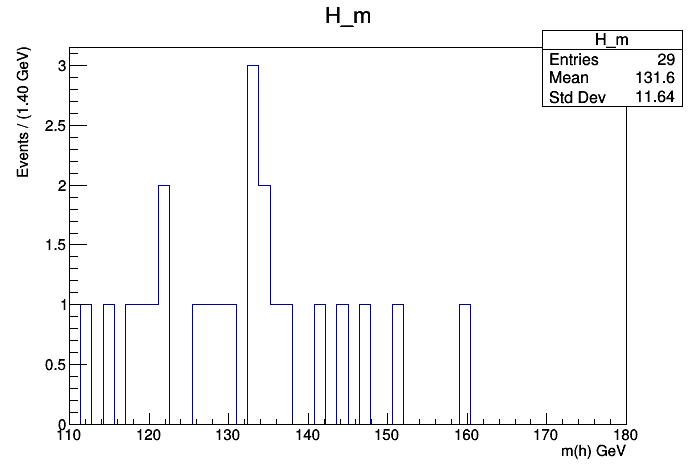 H_m
H_m
Entries 29
Mean 131.6
Std Dev 11.64
Events / (1.40 GeV)
3
2.5
2
1.5
1
0.5
0
110 120 130 140 150 160 170 180
m(h) GeV